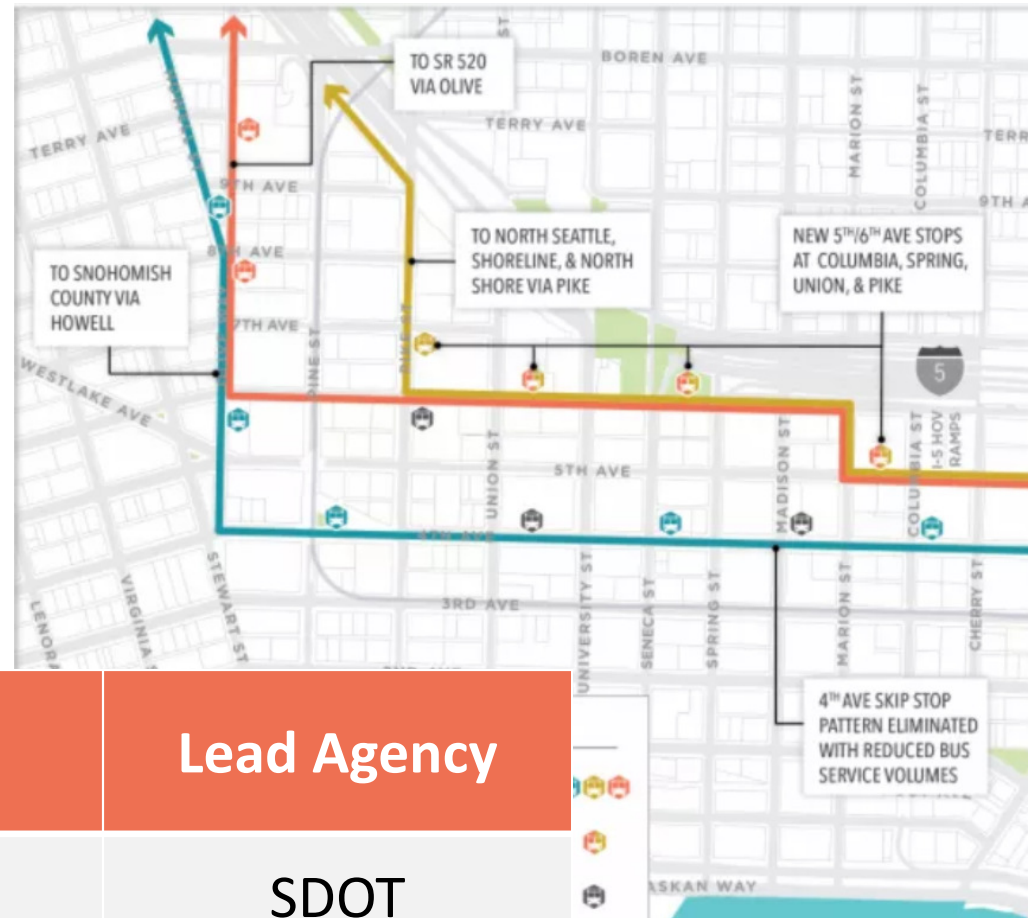 ST
TO SR 520
VIA OLIVE
BOREN AVE
TERRY AVE
TERRY AVE
MARION ST
COLUMBIA ST
9TH AVE
TO NORTH SEATTLE,
SHORELINE, & NORTH
SHORE VIA PIKE
NEW 5TH/6TH AVE STOPS
AT COLUMBIA, SPRING,
UNION, & PIKE
8TH AVE
TO SNOHOMISH
COUNTY VIA
HOWELL
7TH AVE
PINE ST
PIKE ST
WESTLAKE AVE
5
I-5 HOV
RAMPS
UNION ST
5TH AVE
MADISON ST
COLUMBIA ST
4TH AVE
STEWART ST
UNIVERSITY ST
SENECA ST
SPRING ST
MARION ST
CHERRY ST
3RD AVE
4TH AVE SKIP STOP
PATTERN ELIMINATED
WITH REDUCED BUS
SERVICE VOLUMES
Lead Agency
SDOT